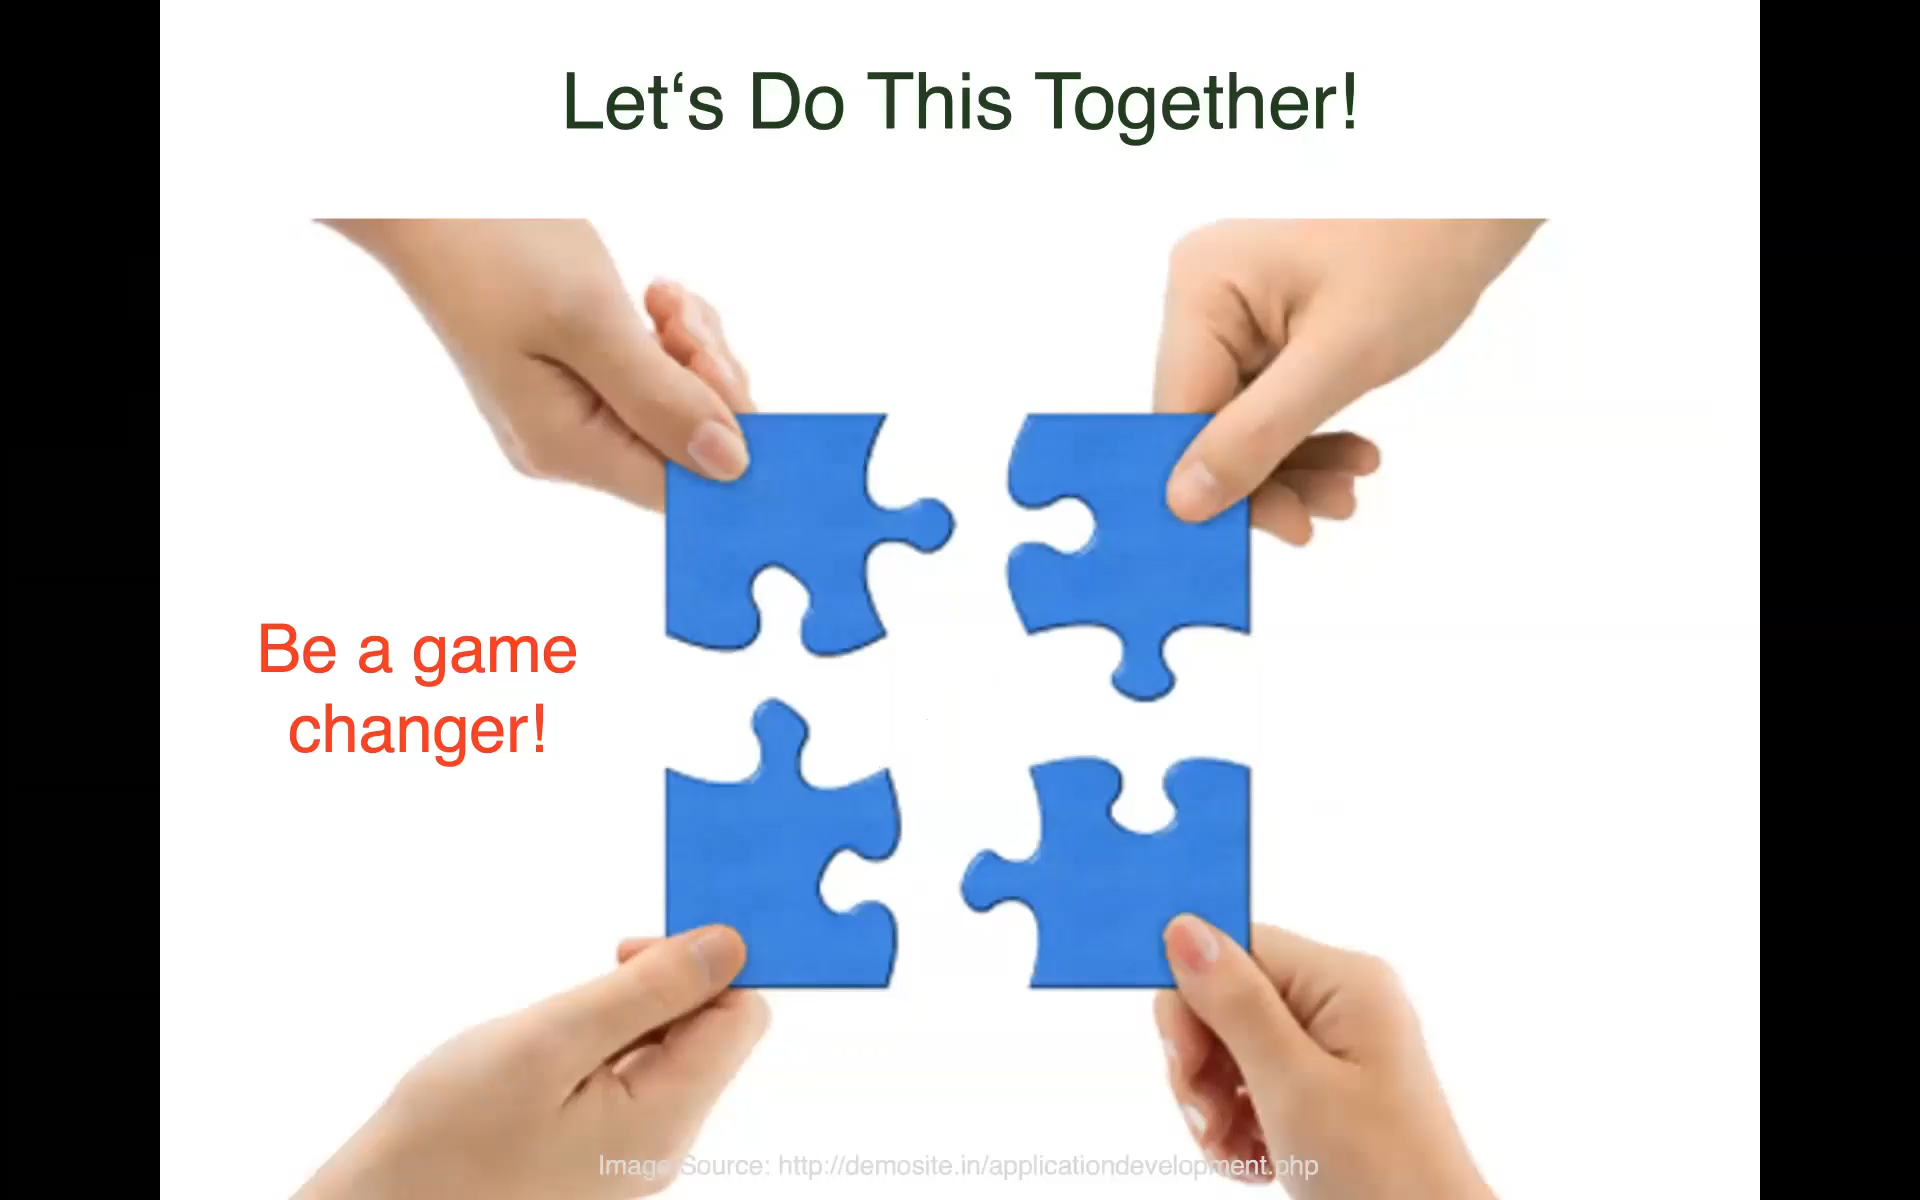 Let‘s Do This Together!
Be a game
changer!
Image Source: http://demosite.in/applicationdevelopment.php